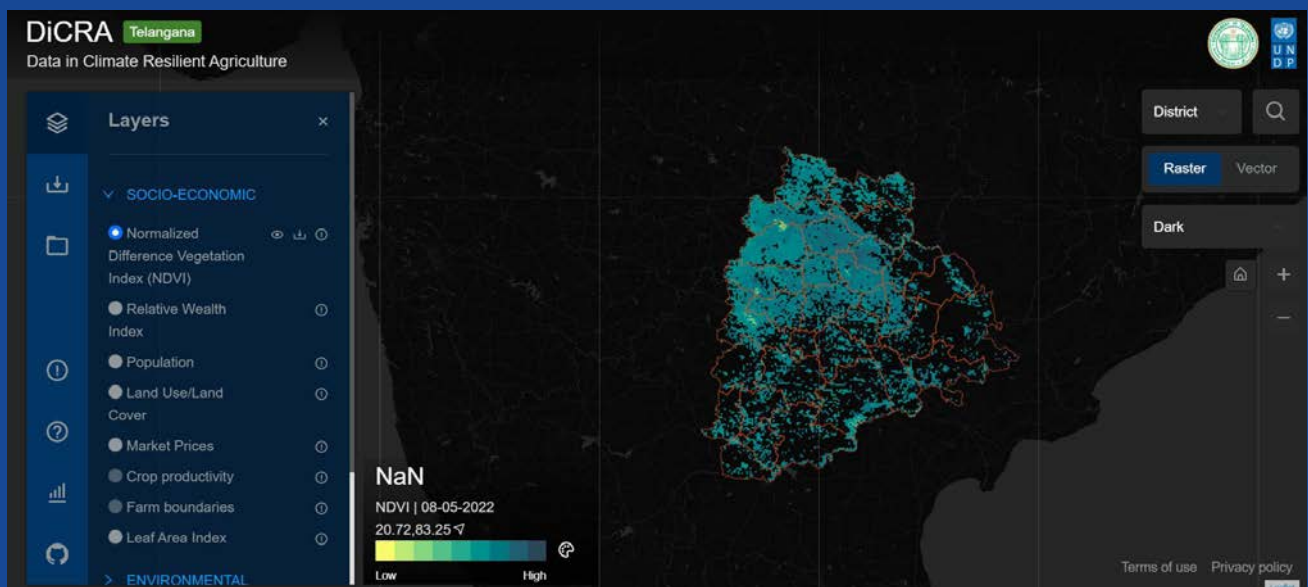 DiCRA Telangana
Data in Climate Resilient Agriculture
U N
D P
Layers ×
SOCIO-ECONOMIC
Normalized
Difference Vegetation
Index (NDVI)
Relative Wealth
Index
Population
Land Use/Land
Cover
Market Prices
Crop productivity
Farm boundaries
Leaf Area Index
ENVIRONMENTAL
District
Raster Vector
Dark
+
−
NaN
NDVI | 08-05-2022
20.72,83.25
Low High
Terms of use Privacy policy